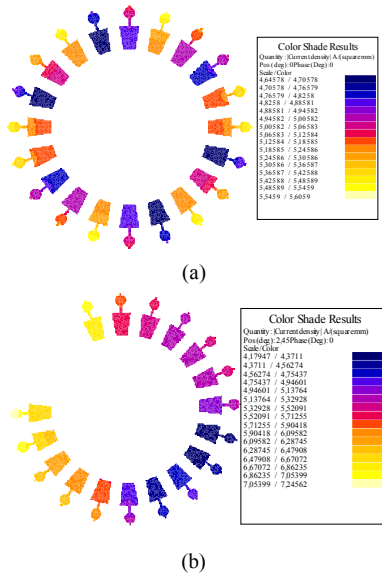 Color Shade Results
Quantity : |Current density| A/(squaremm)
Pos (deg): 0 Phase (Deg): 0
Scale/Color
4,64578 / 4,70578
4,70578 / 4,76579
4,76579 / 4,8258
4,8258 / 4,88581
4,88581 / 4,94582
4,94582 / 5,00582
5,00582 / 5,06583
5,06583 / 5,12584
5,12584 / 5,18585
5,18585 / 5,24586
5,24586 / 5,30586
5,30586 / 5,36587
5,36587 / 5,42588
5,42588 / 5,48589
5,48589 / 5,5459
5,5459 / 5,6059
(a)
Color Shade Results
Quantity : |Current density| A/(squaremm)
Pos (deg): 2,45 Phase (Deg): 0
Scale/Color
4,17947 / 4,3711
4,3711 / 4,56274
4,56274 / 4,75437
4,75437 / 4,94601
4,94601 / 5,13764
5,13764 / 5,32928
5,32928 / 5,52091
5,52091 / 5,71255
5,71255 / 5,90418
5,90418 / 6,09582
6,09582 / 6,28745
6,28745 / 6,47908
6,47908 / 6,67072
6,67072 / 6,86235
6,86235 / 7,05399
7,05399 / 7,24562
(b)